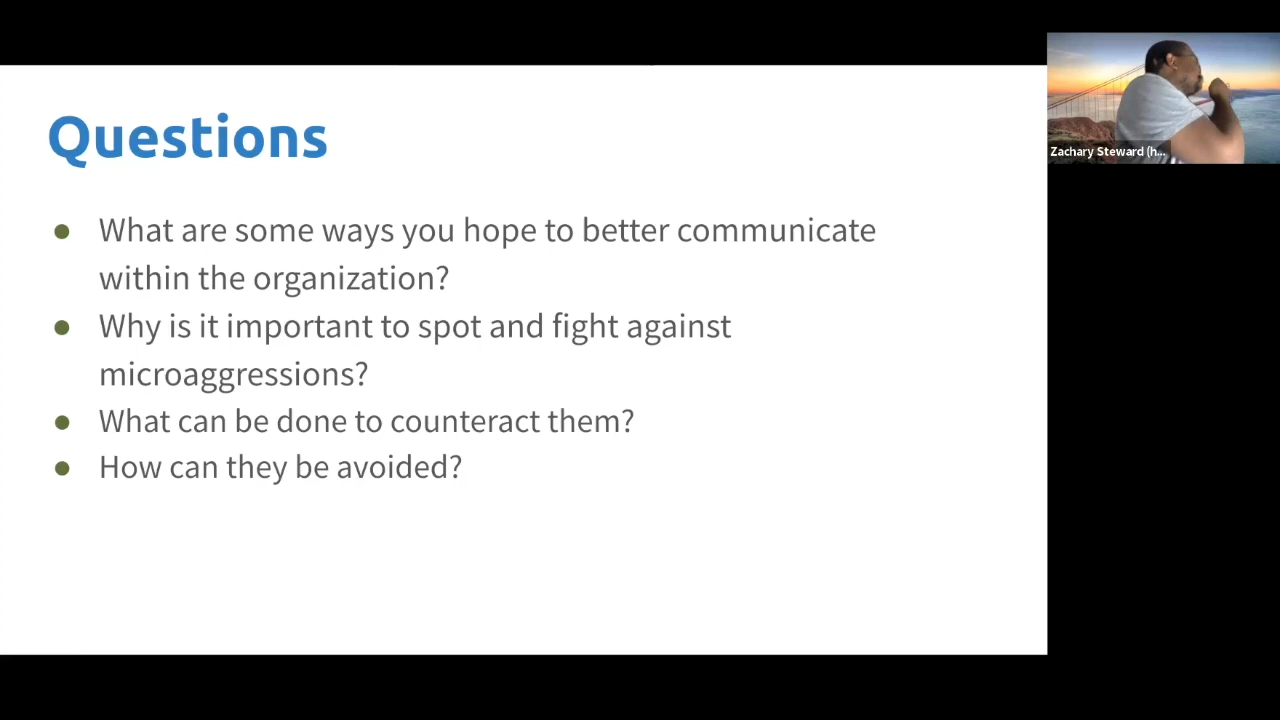 Questions
● What are some ways you hope to better communicate
within the organization?
● Why is it important to spot and fight against
microaggressions?
● What can be done to counteract them?
● How can they be avoided?
Zachary Steward (h...